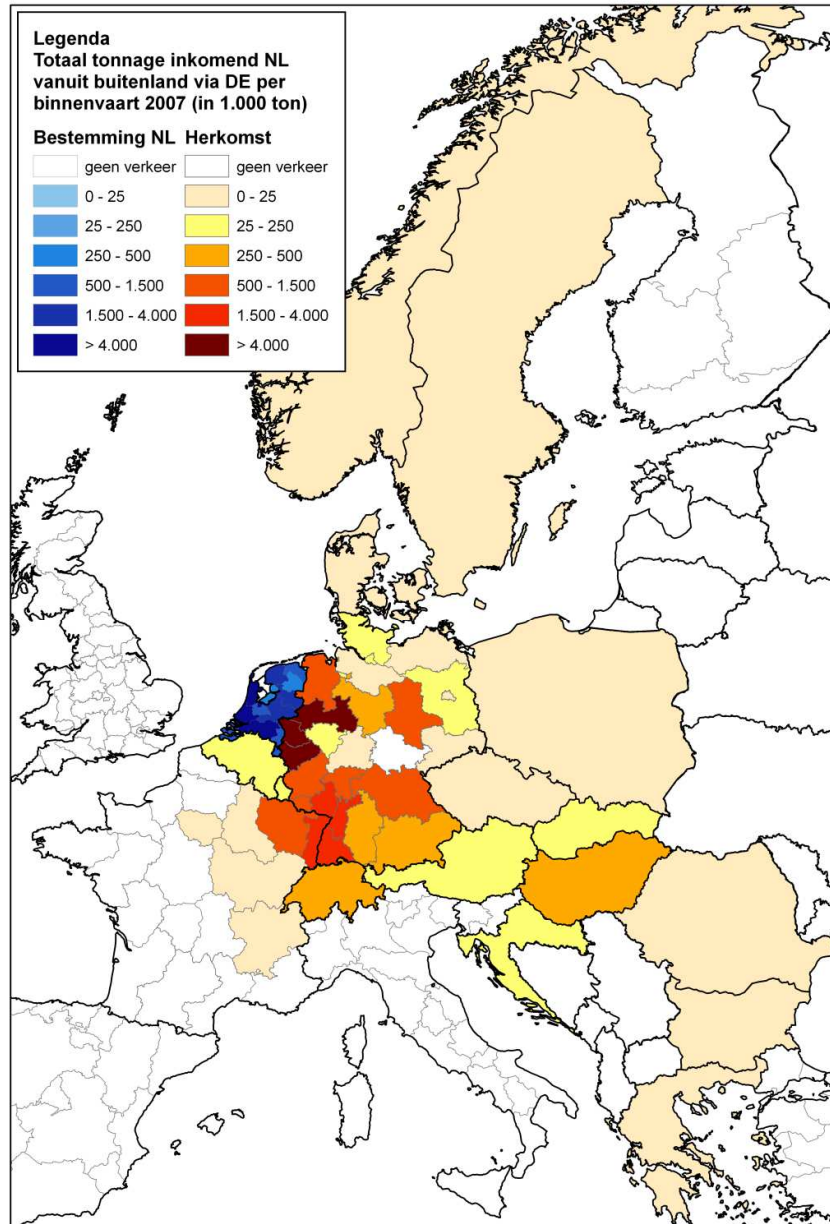 Legenda
Totaal tonnage inkomend NL
vanuit buitenland via DE per
binnenvaart 2007 (in 1.000 ton)
Bestemming NL Herkomst
geen verkeer geen verkeer
0 - 25 0 - 25
25 - 250 25 - 250
250 - 500 250 - 500
500 - 1.500 500 - 1.500
1.500 - 4.000 1.500 - 4.000
> 4.000 > 4.000